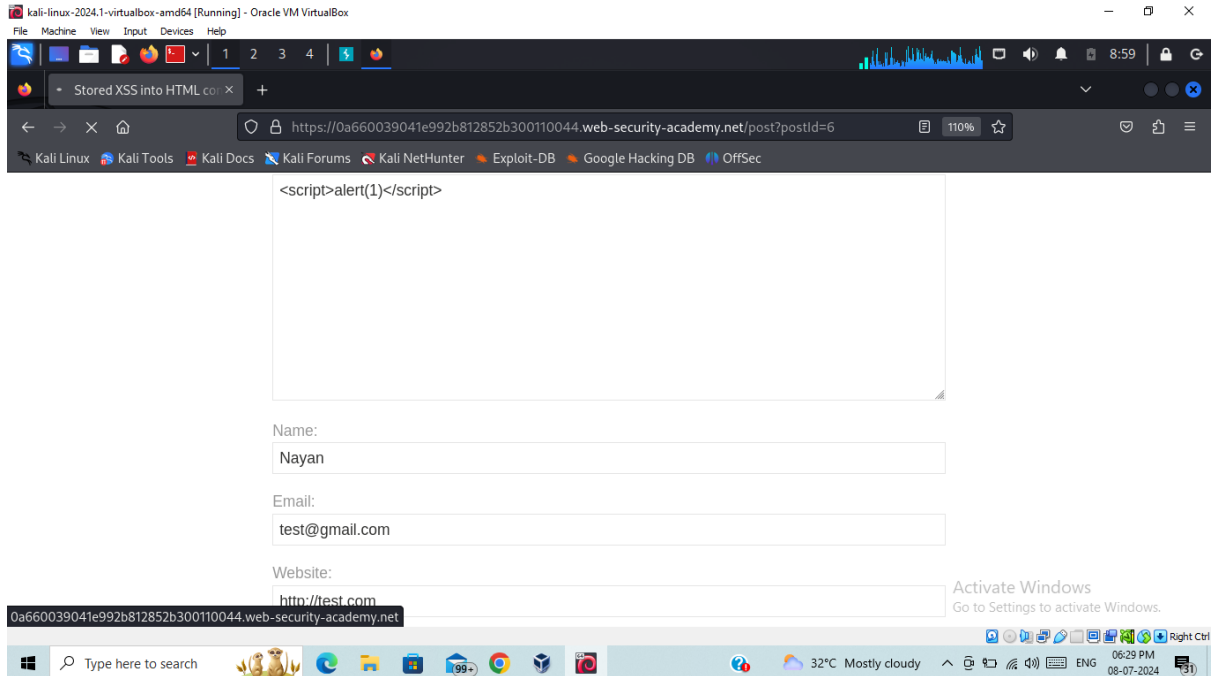 kali-linux-2024.1-virtualbox-amd64 [Running] - Oracle VM VirtualBox
File Machine View Input Devices Help
1 2 3 4 8:59
Stored XSS into HTML con
https://0a660039041e992b812852b300110044.web-security-academy.net/post?postId=6 110%
Kali Linux Kali Tools Kali Docs Kali Forums Kali NetHunter Exploit-DB Google Hacking DB OffSec
<script>alert(1)</script>
Name:
Nayan
Email:
test@gmail.com
Website:
http://test.com
Activate Windows
Go to Settings to activate Windows.
0a660039041e992b812852b300110044.web-security-academy.net
Right Ctrl
Type here to search 99+ 32°C Mostly cloudy ENG 06:29 PM
08-07-2024 31